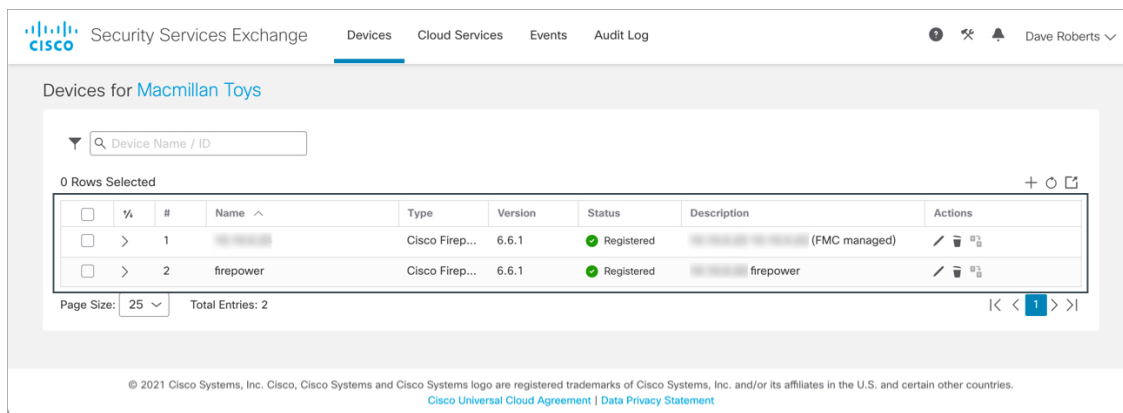 CISCO Security Services Exchange Devices Cloud Services Events Audit Log Dave Roberts
Devices for Macmillan Toys
Device Name / ID
0 Rows Selected
# Name Type Version Status Description Actions
1 Cisco Firep... 6.6.1 Registered (FMC managed)
2 firepower Cisco Firep... 6.6.1 Registered firepower
Page Size: 25 Total Entries: 2 1
© 2021 Cisco Systems, Inc. Cisco, Cisco Systems and Cisco Systems logo are registered trademarks of Cisco Systems, Inc. and/or its affiliates in the U.S. and certain other countries.
Cisco Universal Cloud Agreement | Data Privacy Statement